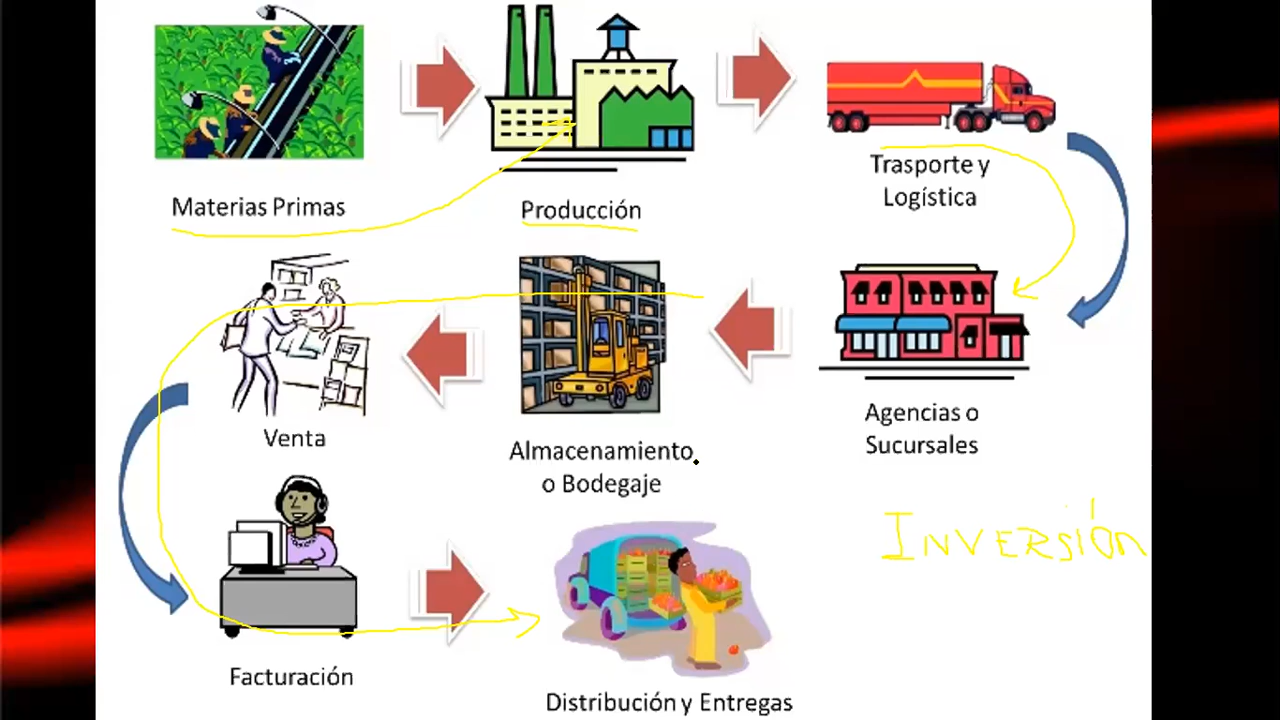 Materias Primas
Producción
Trasporte y
Logística
Agencias o
Sucursales
Almacenamiento
o Bodegaje
Venta
Facturación
Distribución y Entregas
INVERSIÓn